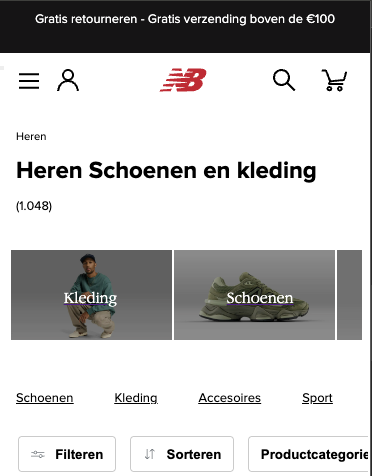 Gratis retourneren - Gratis verzending boven de €100
NB
Heren
Heren Schoenen en kleding
(1.048)
Kleding
Schoenen
Schoenen
Kleding
Accesoires
Sport
Filteren
Sorteren
Productcategorie